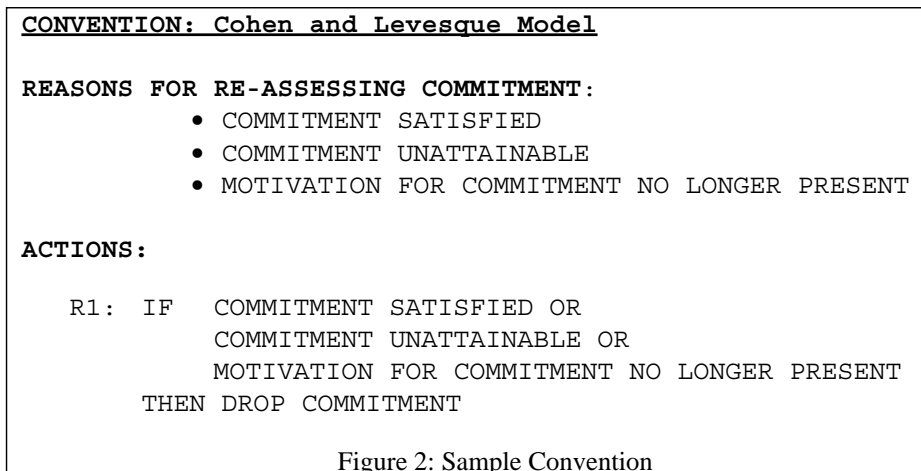 CONVENTION: Cohen and Levesque Model
REASONS FOR RE-ASSESSING COMMITMENT:
• COMMITMENT SATISFIED
• COMMITMENT UNATTAINABLE
• MOTIVATION FOR COMMITMENT NO LONGER PRESENT
ACTIONS:
R1: IF COMMITMENT SATISFIED OR
COMMITMENT UNATTAINABLE OR
MOTIVATION FOR COMMITMENT NO LONGER PRESENT
THEN DROP COMMITMENT
Figure 2: Sample Convention